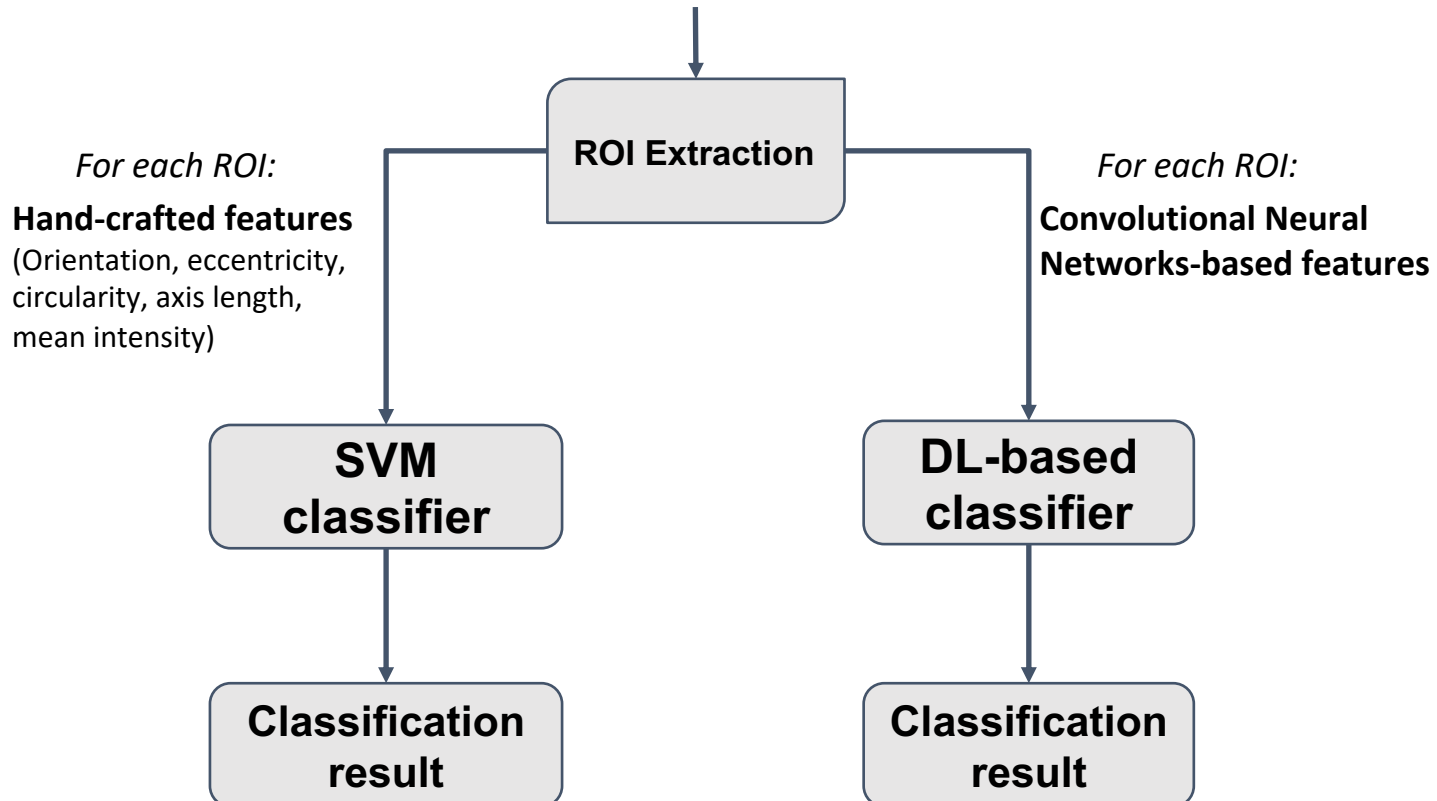 ROI Extraction
For each ROI:
Hand-crafted features
(Orientation, eccentricity,
circularity, axis length,
mean intensity)
For each ROI:
Convolutional Neural
Networks-based features
SVM
classifier
DL-based
classifier
Classification
result
Classification
result